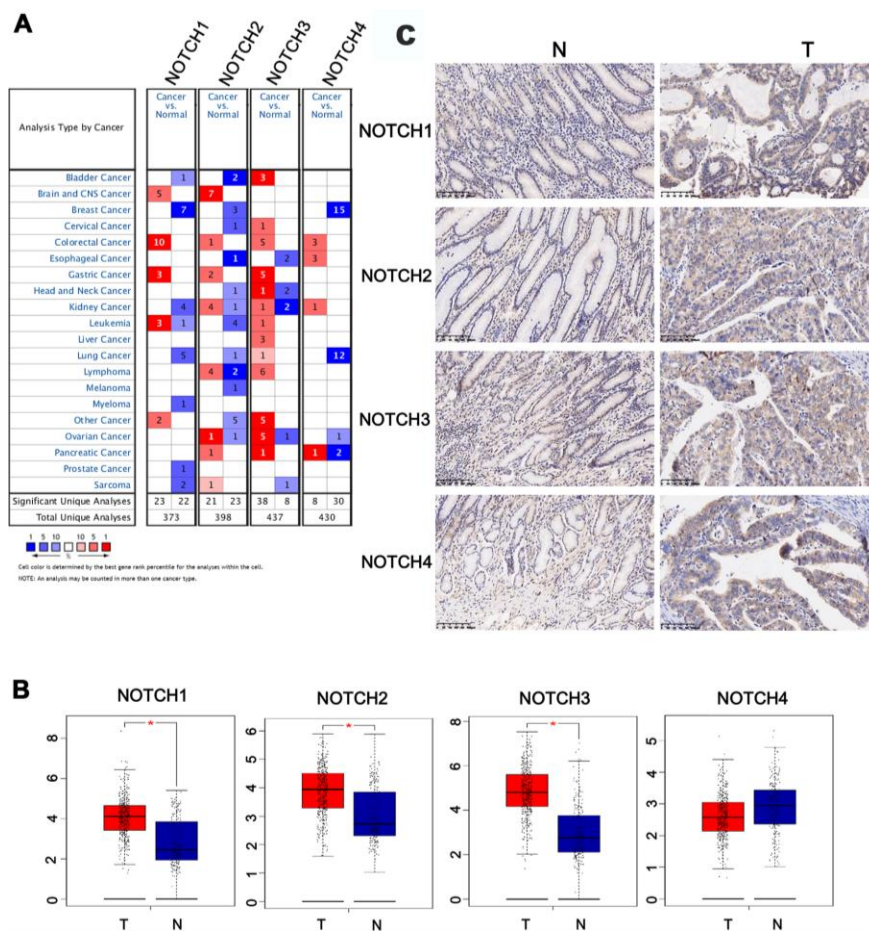 A
NOTCH1 NOTCH2 NOTCH3 NOTCH4
Analysis Type by Cancer
Cancer vs. Normal Cancer vs. Normal Cancer vs. Normal Cancer vs. Normal
Bladder Cancer 1 2 3
Brain and CNS Cancer 5 7
Breast Cancer 7 3 15
Cervical Cancer 1 1
Colorectal Cancer 10 1 5 3
Esophageal Cancer 1 2 3
Gastric Cancer 3 2 5
Head and Neck Cancer 1 1 2
Kidney Cancer 4 4 1 1 2 1
Leukemia 3 1 4 1
Liver Cancer 3
Lung Cancer 5 1 1 12
Lymphoma 4 2 6
Melanoma 1
Myeloma 1
Other Cancer 2 5 5
Ovarian Cancer 1 1 5 1 1
Pancreatic Cancer 1 1 1 2
Prostate Cancer 1
Sarcoma 2 1 1
Significant Unique Analyses 23 22 21 23 38 8 8 30
Total Unique Analyses 373 398 437 430
1 5 10 10 5 1
%
Cell color is determined by the best gene rank percentile for the analyses within the cell.
NOTE: An analysis may be counted in more than one cancer type.
C
N T
NOTCH1
NOTCH2
NOTCH3
NOTCH4
B
NOTCH1
8
6
4
2
0
*
T N
NOTCH2
6
5
4
3
2
1
0
*
T N
NOTCH3
8
6
4
2
0
*
T N
NOTCH4
5
4
3
2
1
0
T N